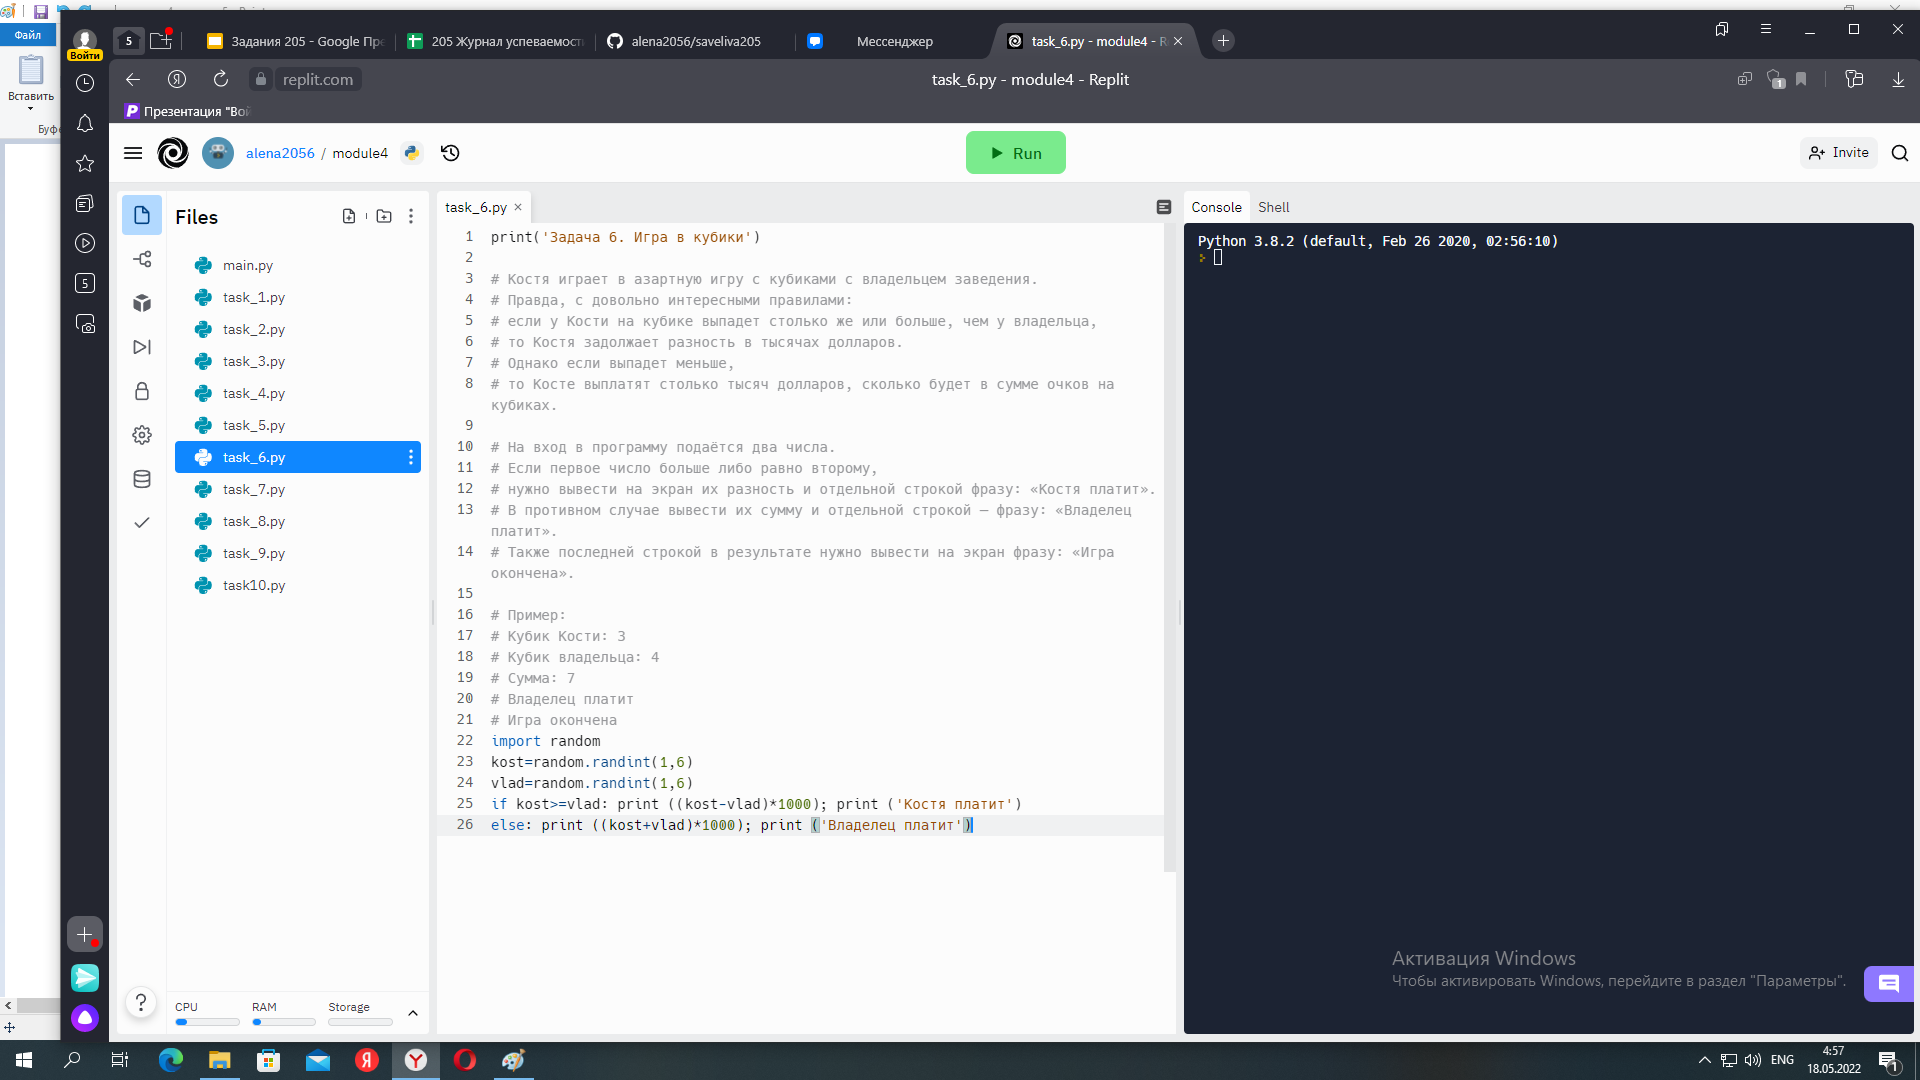 Файл
Вставить
Буф
Войти
5
Задания 205 - Google Пре
205 Журнал успеваемост
alena2056/saveliva205
Мессенджер
task_6.py - module4 - R
replit.com
task_6.py - module4 - Replit
1
Презентация "Вой
alena2056 / module4
Run
Invite
5
Files
main.py
task_1.py
task_2.py
task_3.py
task_4.py
task_5.py
task_6.py
task_7.py
task_8.py
task_9.py
task10.py
CPU
RAM
Storage
?
task_6.py
1 print('Задача 6. Игра в кубики')
2
3 # Костя играет в азартную игру с кубиками с владельцем заведения.
4 # Правда, с довольно интересными правилами:
5 # если у Кости на кубике выпадет столько же или больше, чем у владельца,
6 # то Костя задолжает разность в тысячах долларов.
7 # Однако если выпадет меньше,
8 # то Косте выплатят столько тысяч долларов, сколько будет в сумме очков на
кубиках.
9
10 # На вход в программу подаётся два числа.
11 # Если первое число больше либо равно второму,
12 # нужно вывести на экран их разность и отдельной строкой фразу: «Костя платит».
13 # В противном случае вывести их сумму и отдельной строкой — фразу: «Владелец
платит».
14 # Также последней строкой в результате нужно вывести на экран фразу: «Игра
окончена».
15
16 # Пример:
17 # Кубик Кости: 3
18 # Кубик владельца: 4
19 # Сумма: 7
20 # Владелец платит
21 # Игра окончена
22 import random
23 kost=random.randint(1,6)
24 vlad=random.randint(1,6)
25 if kost>=vlad: print ((kost-vlad)*1000); print ('Костя платит')
26 else: print ((kost+vlad)*1000); print ('Владелец платит')
Console
Shell
Python 3.8.2 (default, Feb 26 2020, 02:56:10)
Активация Windows
Чтобы активировать Windows, перейдите в раздел "Параметры".
ENG
4:57
18.05.2022
1